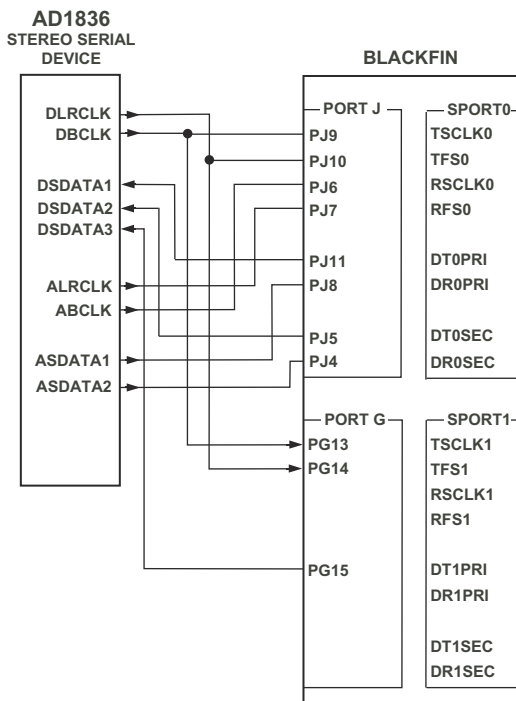 AD1836
STEREO SERIAL
DEVICE
BLACKFIN
DLRCLK
DBCLK
DSDATA1
DSDATA2
DSDATA3
ALRCLK
ABCLK
ASDATA1
ASDATA2
PORT J
PJ9
PJ10
PJ6
PJ7
PJ11
PJ8
PJ5
PJ4
SPORT0
TSCLK0
TFS0
RSCLK0
RFS0
DT0PRI
DR0PRI
DT0SEC
DR0SEC
PORT G
PG13
PG14
PG15
SPORT1
TSCLK1
TFS1
RSCLK1
RFS1
DT1PRI
DR1PRI
DT1SEC
DR1SEC